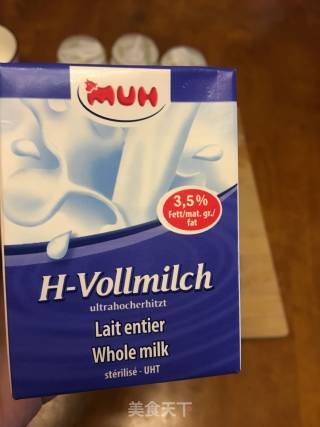 MUH
3,5%
Fett/mat. gr./
fat
H-Vollmilch
ultrahocherhitzt
Lait entier
Whole milk
stérilisé - UHT
美食天下